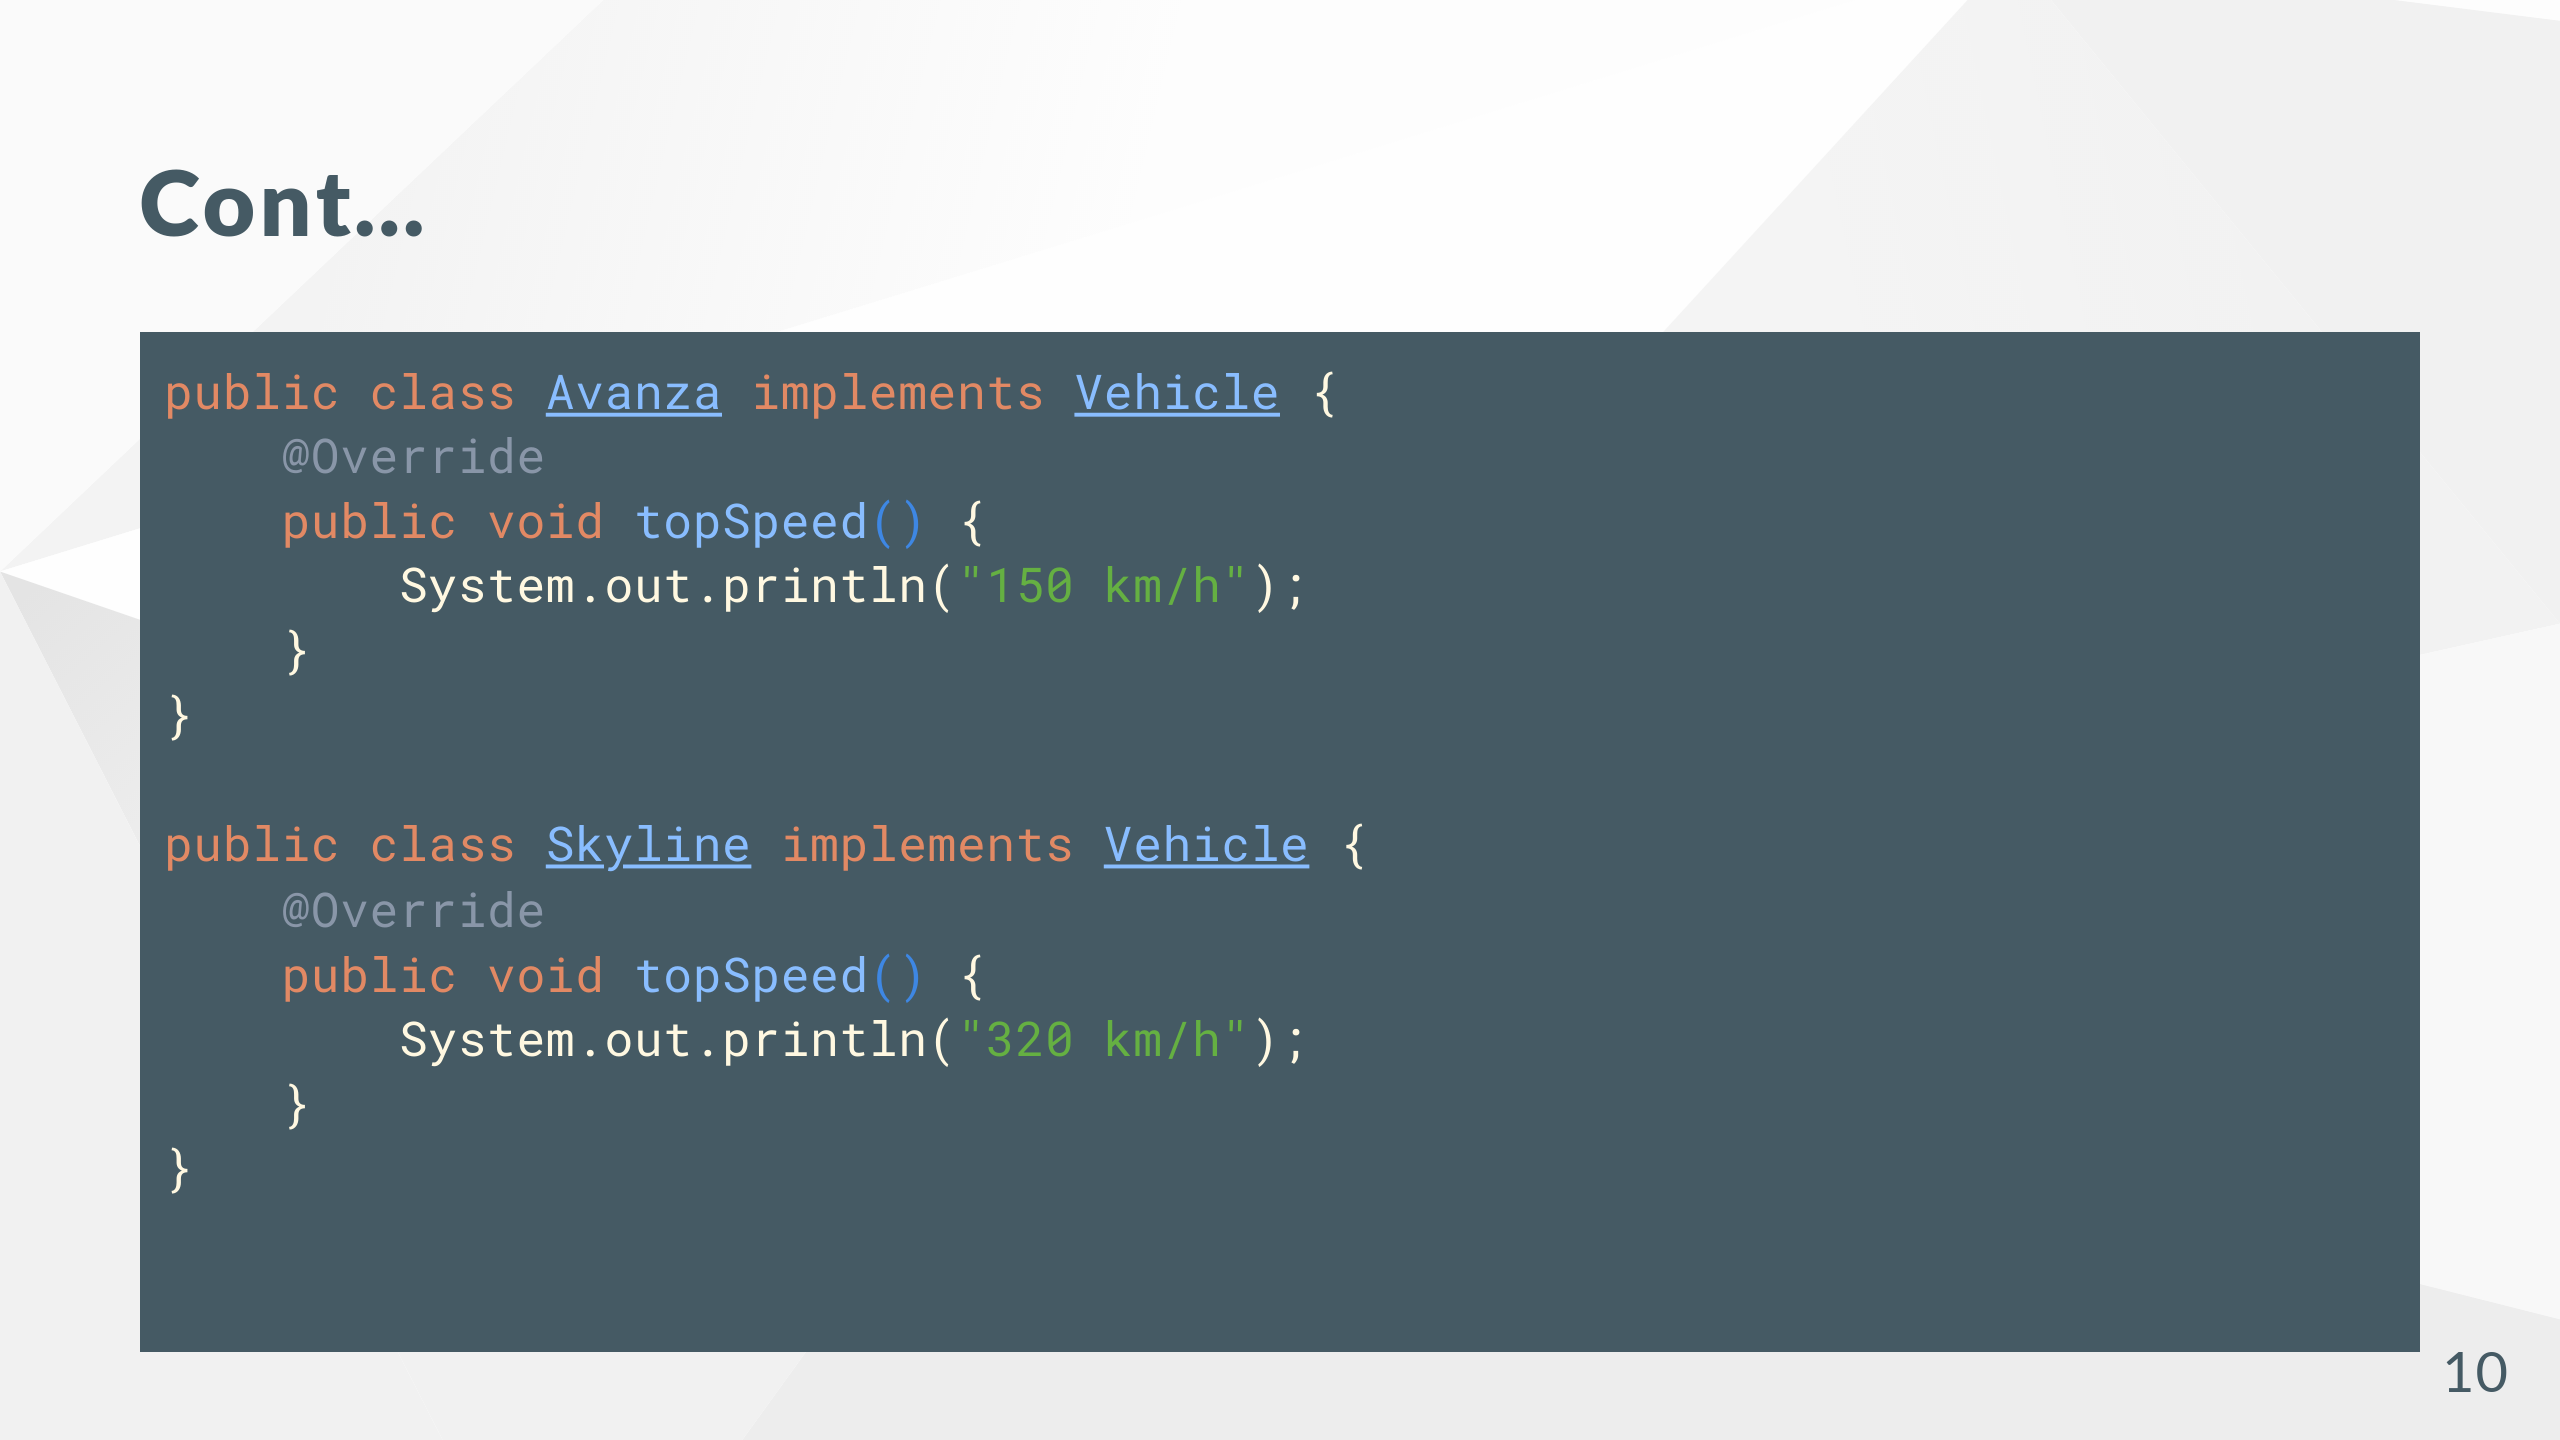 Cont...
public class Avanza implements Vehicle {
    @Override
    public void topSpeed() {
        System.out.println("150 km/h");
    }
}

public class Skyline implements Vehicle {
    @Override
    public void topSpeed() {
        System.out.println("320 km/h");
    }
}
10